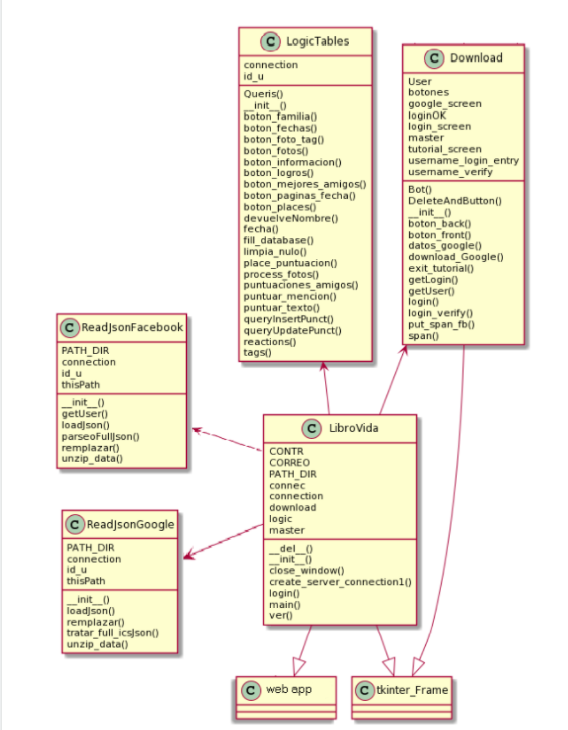 C LogicTables
connection
id_u
Queris()
__init__()
boton_familia()
boton_fechas()
boton_foto_tag()
boton_fotos()
boton_informacion()
boton_logros()
boton_mejores_amigos()
boton_paginas_fecha()
boton_places()
devuelveNombre()
fecha()
fill_database()
limpia_nulo()
place_puntuacion()
process_fotos()
puntuaciones_amigos()
puntuar_mencion()
puntuar_texto()
queryInsertPunct()
queryUpdatePunct()
reactions()
tags()
C Download
User
botones
google_screen
loginOK
login_screen
master
tutorial_screen
username_login_entry
username_verify
Bot()
DeleteAndButton()
__init__()
boton_back()
boton_front()
datos_google()
download_Google()
exit_tutorial()
getLogin()
getUser()
login()
login_verify()
put_span_fb()
span()
C ReadJsonFacebook
PATH_DIR
connection
id_u
thisPath
__init__()
getUser()
loadJson()
parseoFullJson()
remplazar()
unzip_data()
C LibroVida
CONTR
CORREO
PATH_DIR
connec
connection
download
logic
master
__del__()
__init__()
close_window()
create_server_connection1()
login()
main()
ver()
C ReadJsonGoogle
PATH_DIR
connection
id_u
thisPath
__init__()
loadJson()
remplazar()
tratar_full_icsJson()
unzip_data()
C web app
C tkinter_Frame